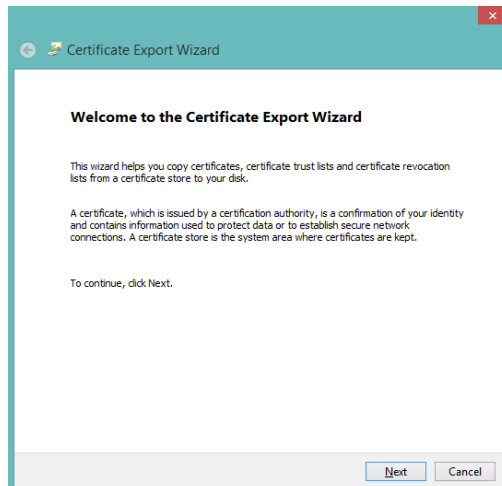 Certificate Export Wizard
Welcome to the Certificate Export Wizard
This wizard helps you copy certificates, certificate trust lists and certificate revocation
lists from a certificate store to your disk.
A certificate, which is issued by a certification authority, is a confirmation of your identity
and contains information used to protect data or to establish secure network
connections. A certificate store is the system area where certificates are kept.
To continue, click Next.
Next Cancel